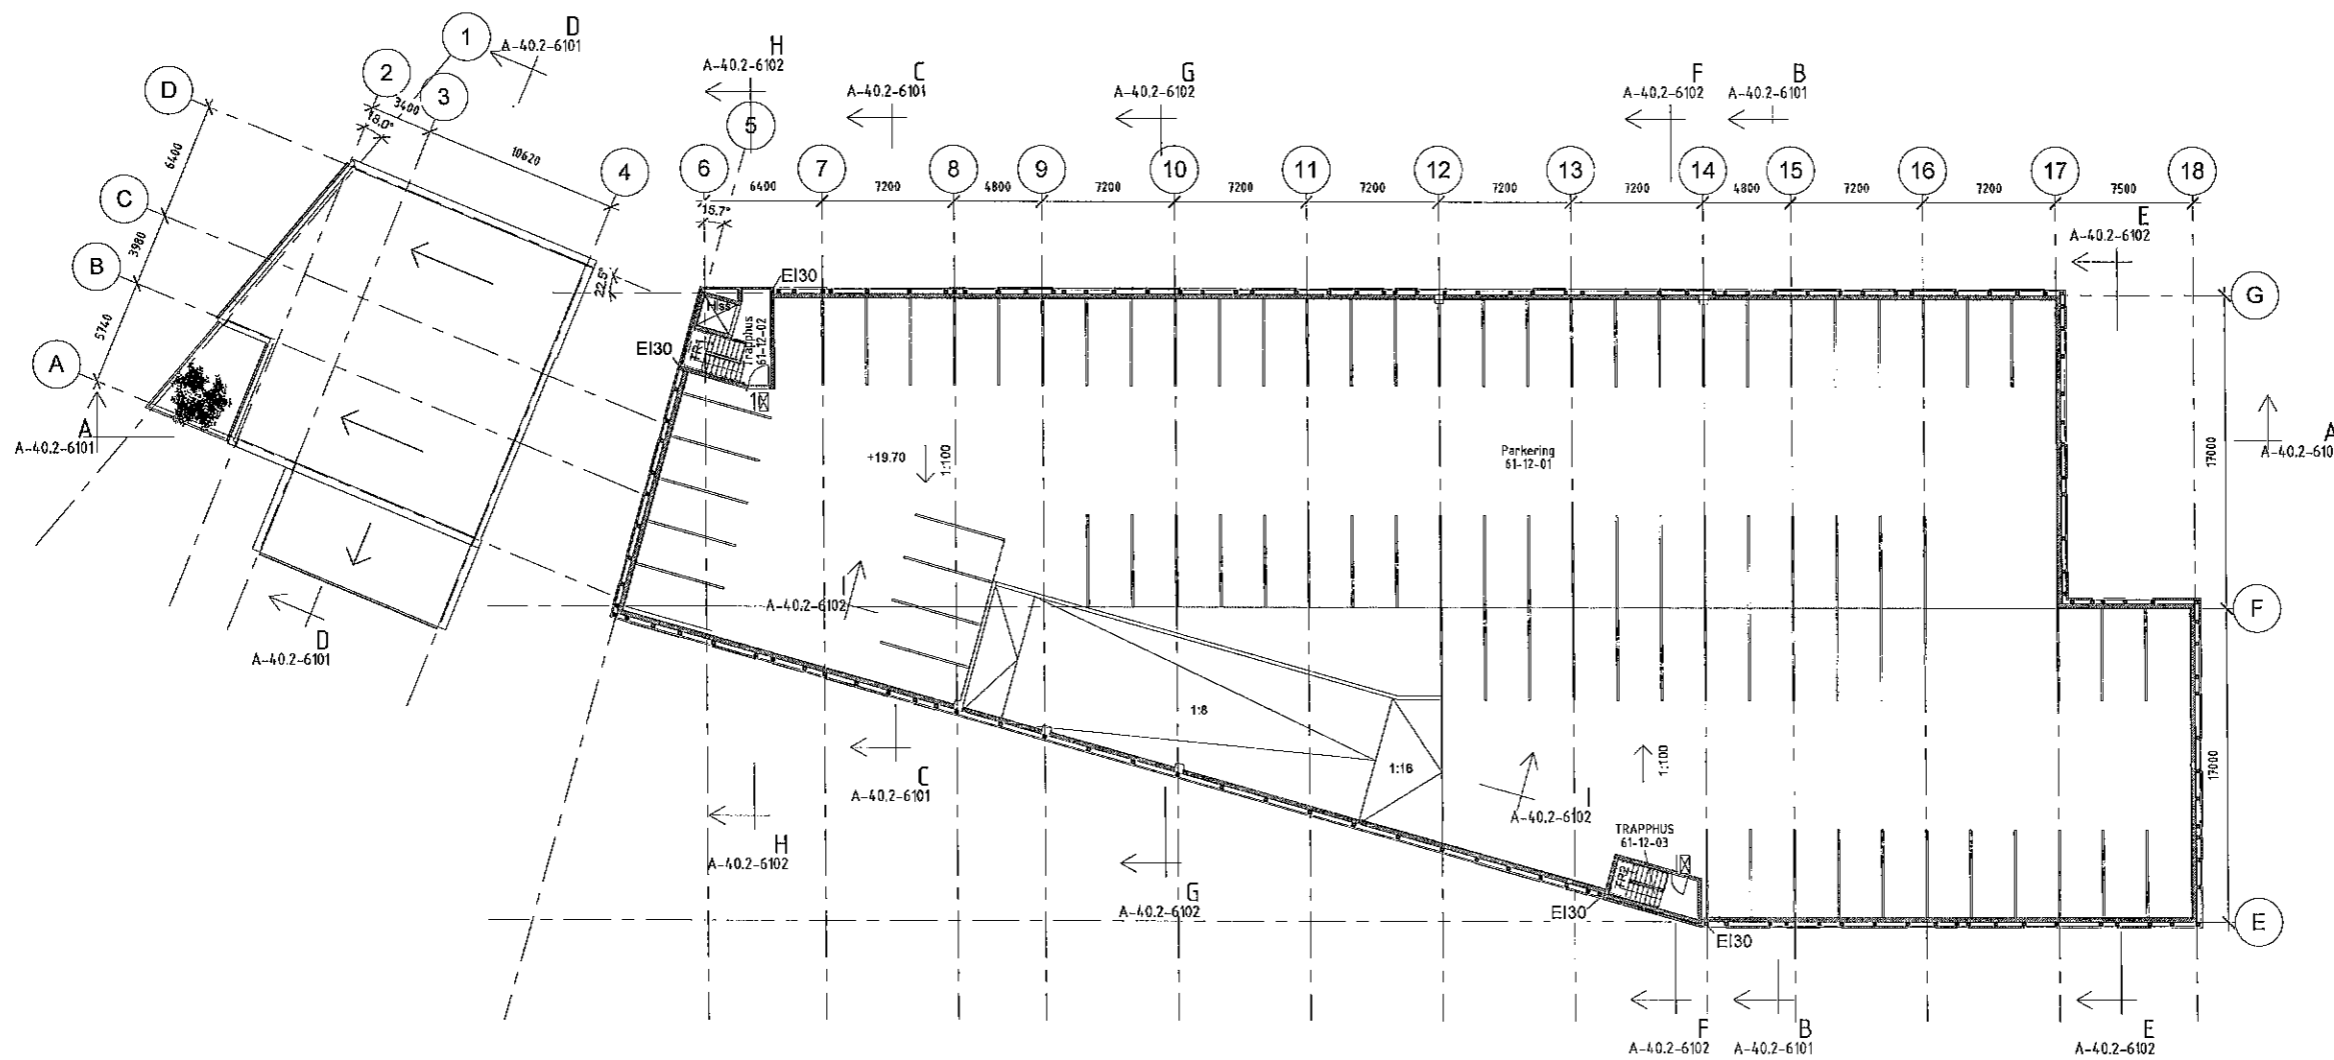 D
A-40.2-6101
1
2
3
D
H
A-40.2-6102
C
A-40.2-6101
G
A-40.2-6102
F
A-40.2-6102
B
A-40.2-6101
3400
18.0°
6400
10620
5
4
6
7
8
9
10
11
12
13
14
15
16
17
18
6400
7200
4800
7200
7200
7200
7200
7200
4800
7200
7200
7500
C
15.7°
E
A-40.2-6102
3980
B
22.5°
EI30
G
Hiss
Trapphus
61-12-02
5740
EI30
TR1
A
1
A
A-40.2-6101
+19.70
1:100
Parkering
61-12-01
17000
A
A-40.2-610
I
A-40.2-6102
F
D
A-40.2-6101
1:8
1:16
1:100
17000
C
A-40.2-6101
I
A-40.2-6102
H
A-40.2-6102
TRAPPHUS
61-12-03
TR2
G
A-40.2-6102
EI30
EI30
E
F
A-40.2-6102
B
A-40.2-6101
E
A-40.2-6102